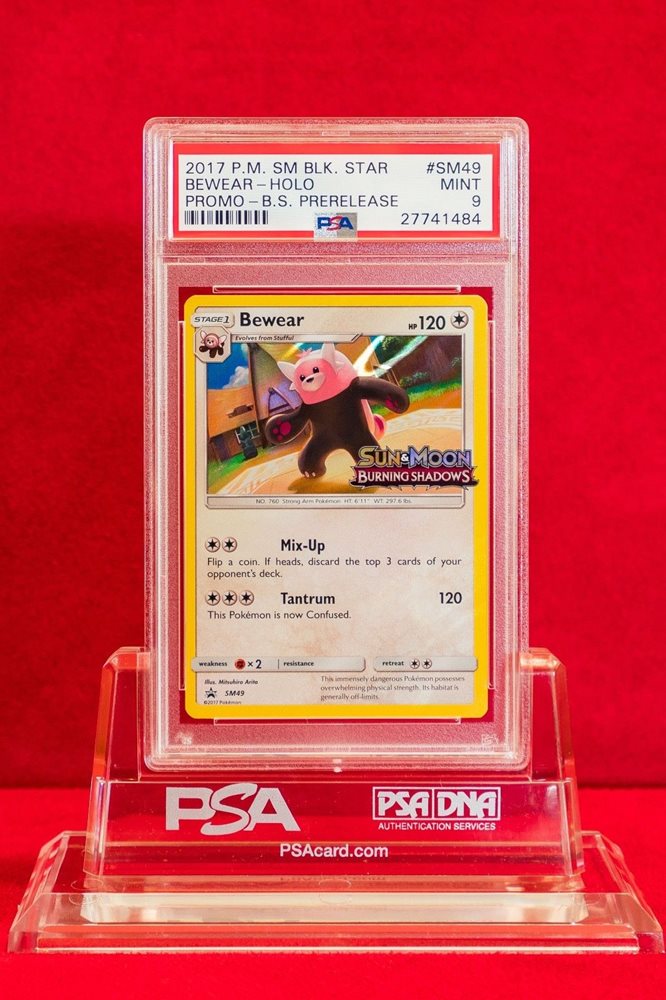 2017 P.M. SM BLK. STAR #SM49
BEWEAR – HOLO MINT
PROMO – B.S. PRERELEASE 9
PSA 27741484
STAGE 1 Bewear HP 120
Evolves from Stufful
SUN & MOON
BURNING SHADOWS
NO. 760 Strong Arm Pokémon HT: 6'11" WT: 297.6 lbs.
Mix-Up
Flip a coin. If heads, discard the top 3 cards of your
opponent's deck.
Tantrum 120
This Pokémon is now Confused.
weakness × 2 resistance retreat
Illus. Mitsuhiro Arita
SM49
©2017 Pokémon
This immensely dangerous Pokémon possesses
overwhelming physical strength. Its habitat is
generally off-limits.
PSA PSA DNA
AUTHENTICATION SERVICES
PSAcard.com